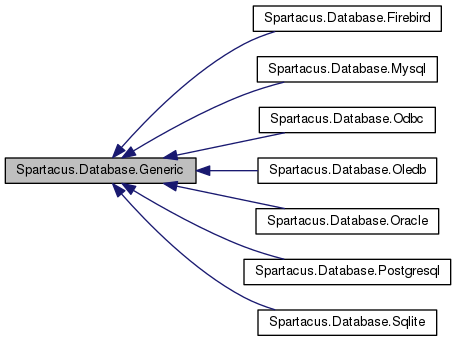 Spartacus.Database.Firebird
Spartacus.Database.Mysql
Spartacus.Database.Odbc
Spartacus.Database.Generic
Spartacus.Database.Oledb
Spartacus.Database.Oracle
Spartacus.Database.Postgresql
Spartacus.Database.Sqlite